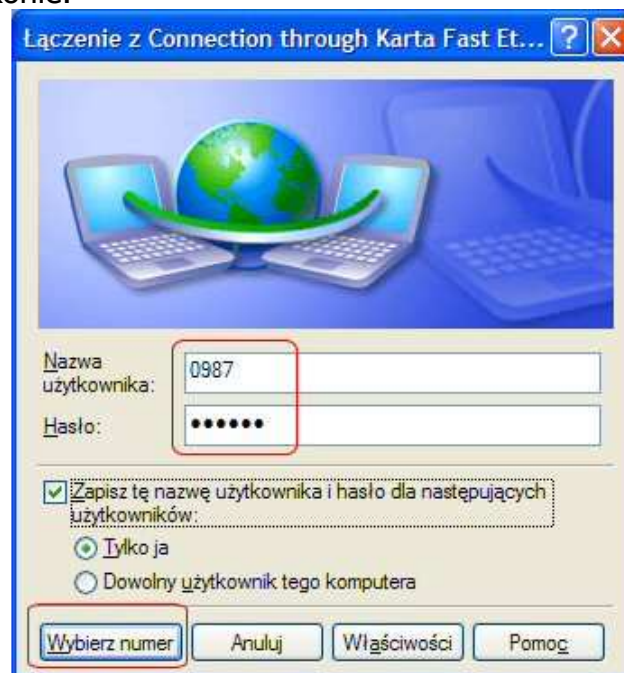 Łączenie z Connection through Karta Fast Et... ?
Nazwa
użytkownika:
0987
Hasło:
••••••
Zapisz tę nazwę użytkownika i hasło dla następujących
użytkowników:
Tylko ja
Dowolny użytkownik tego komputera
Wybierz numer Anuluj Właściwości Pomoc